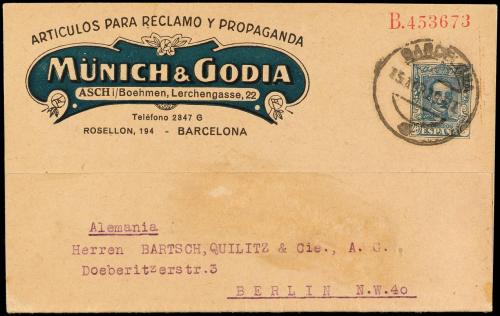 ARTICULOS PARA RECLAMO Y PROPAGANDA
B.453673
MÜNICH & GODIA
ASCH i/Boehmen, Lerchengasse, 22
Teléfono 2347 G
ROSELLON, 194 - BARCELONA
ESPAÑA
Alemania
Herren BARTSCH,QUILITZ & Cie., A. G.
Doeberitzerstr.3
BERLIN N.W.40